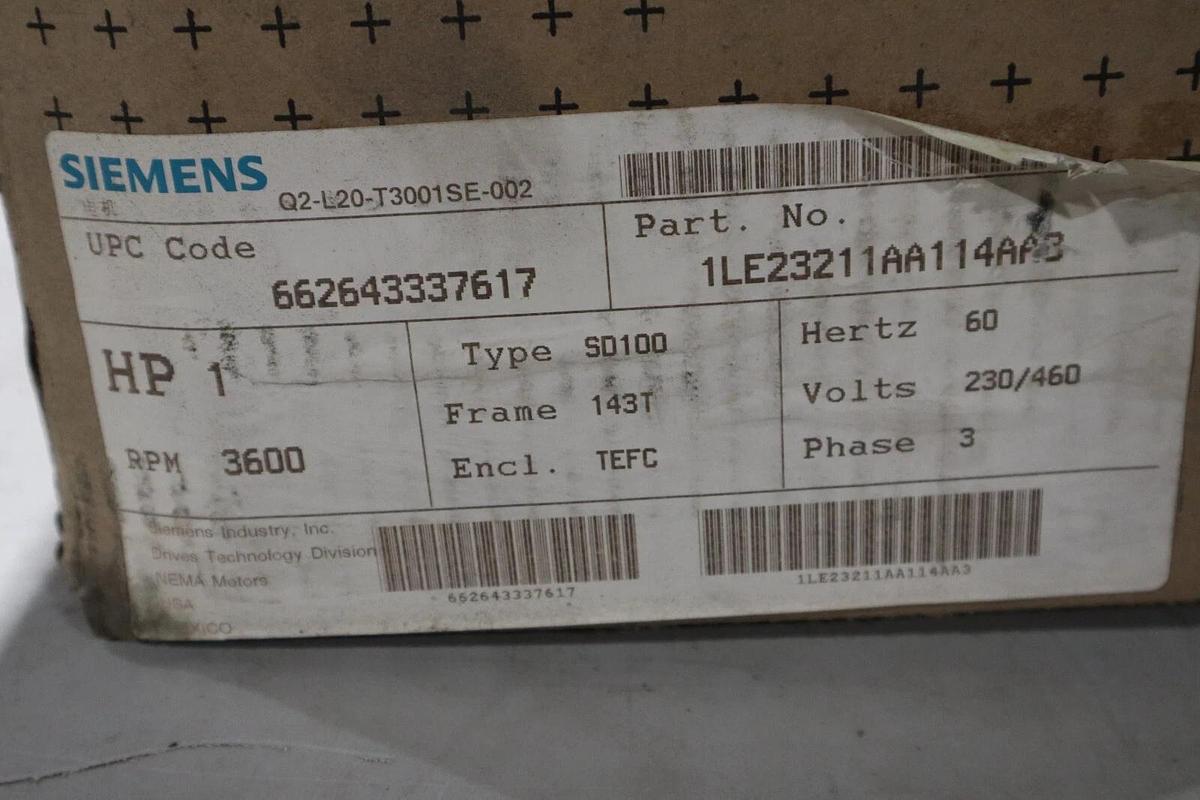 SIEMENS
电机
Q2-L20-T3001SE-002
UPC Code
662643337617
Part. No.
1LE23211AA114AA3
HP 1
RPM 3600
Type SD100
Frame 143T
Encl. TEFC
Hertz 60
Volts 230/460
Phase 3
Siemens Industry, Inc.
Drives Technology Division
NEMA Motors
662643337617
1LE23211AA114AA3